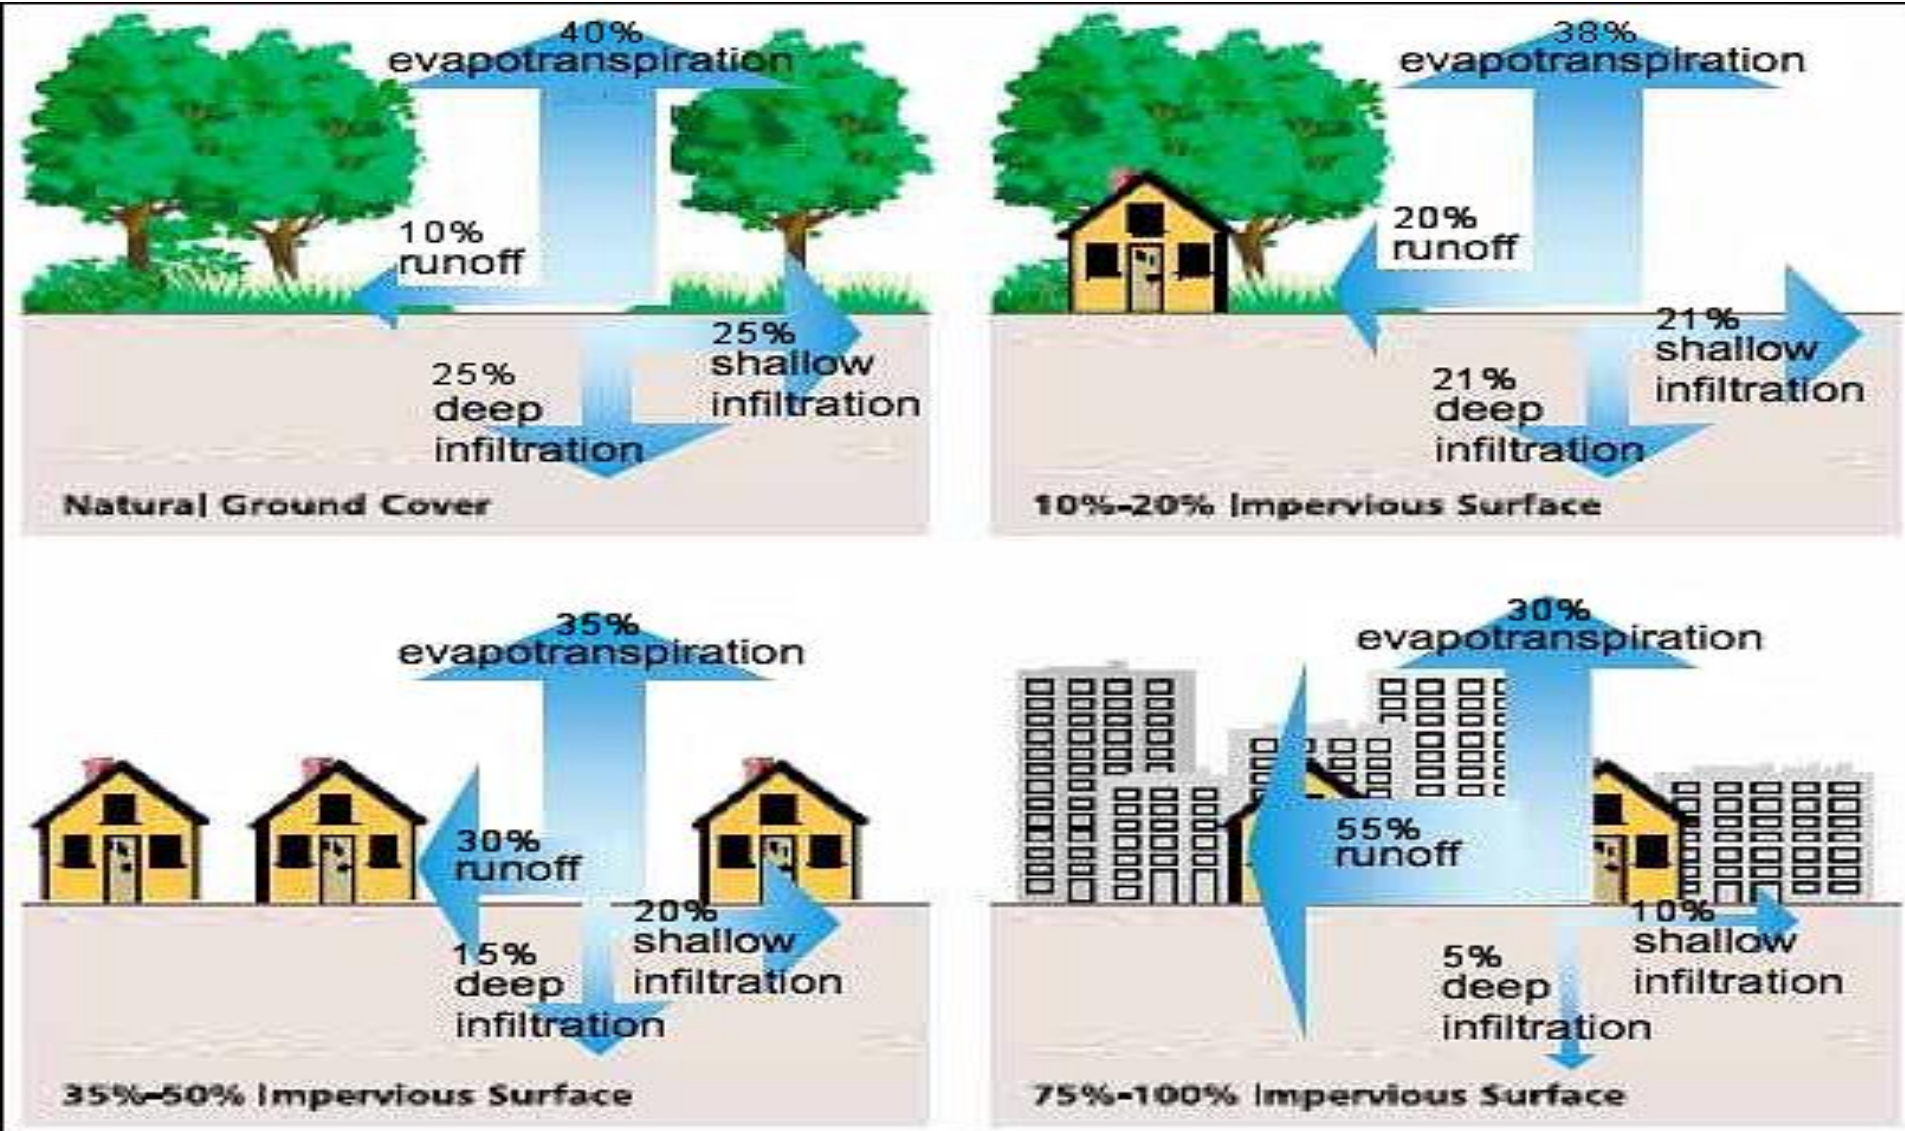 40%
evapotranspiration
10%
runoff
25%
shallow
infiltration
25%
deep
infiltration
Natural Ground Cover
38%
evapotranspiration
20%
runoff
21%
shallow
infiltration
21%
deep
infiltration
10%-20% Impervious Surface
35%
evapotranspiration
30%
runoff
20%
shallow
infiltration
15%
deep
infiltration
35%-50% Impervious Surface
30%
evapotranspiration
55%
runoff
10%
shallow
infiltration
5%
deep
infiltration
75%-100% Impervious Surface